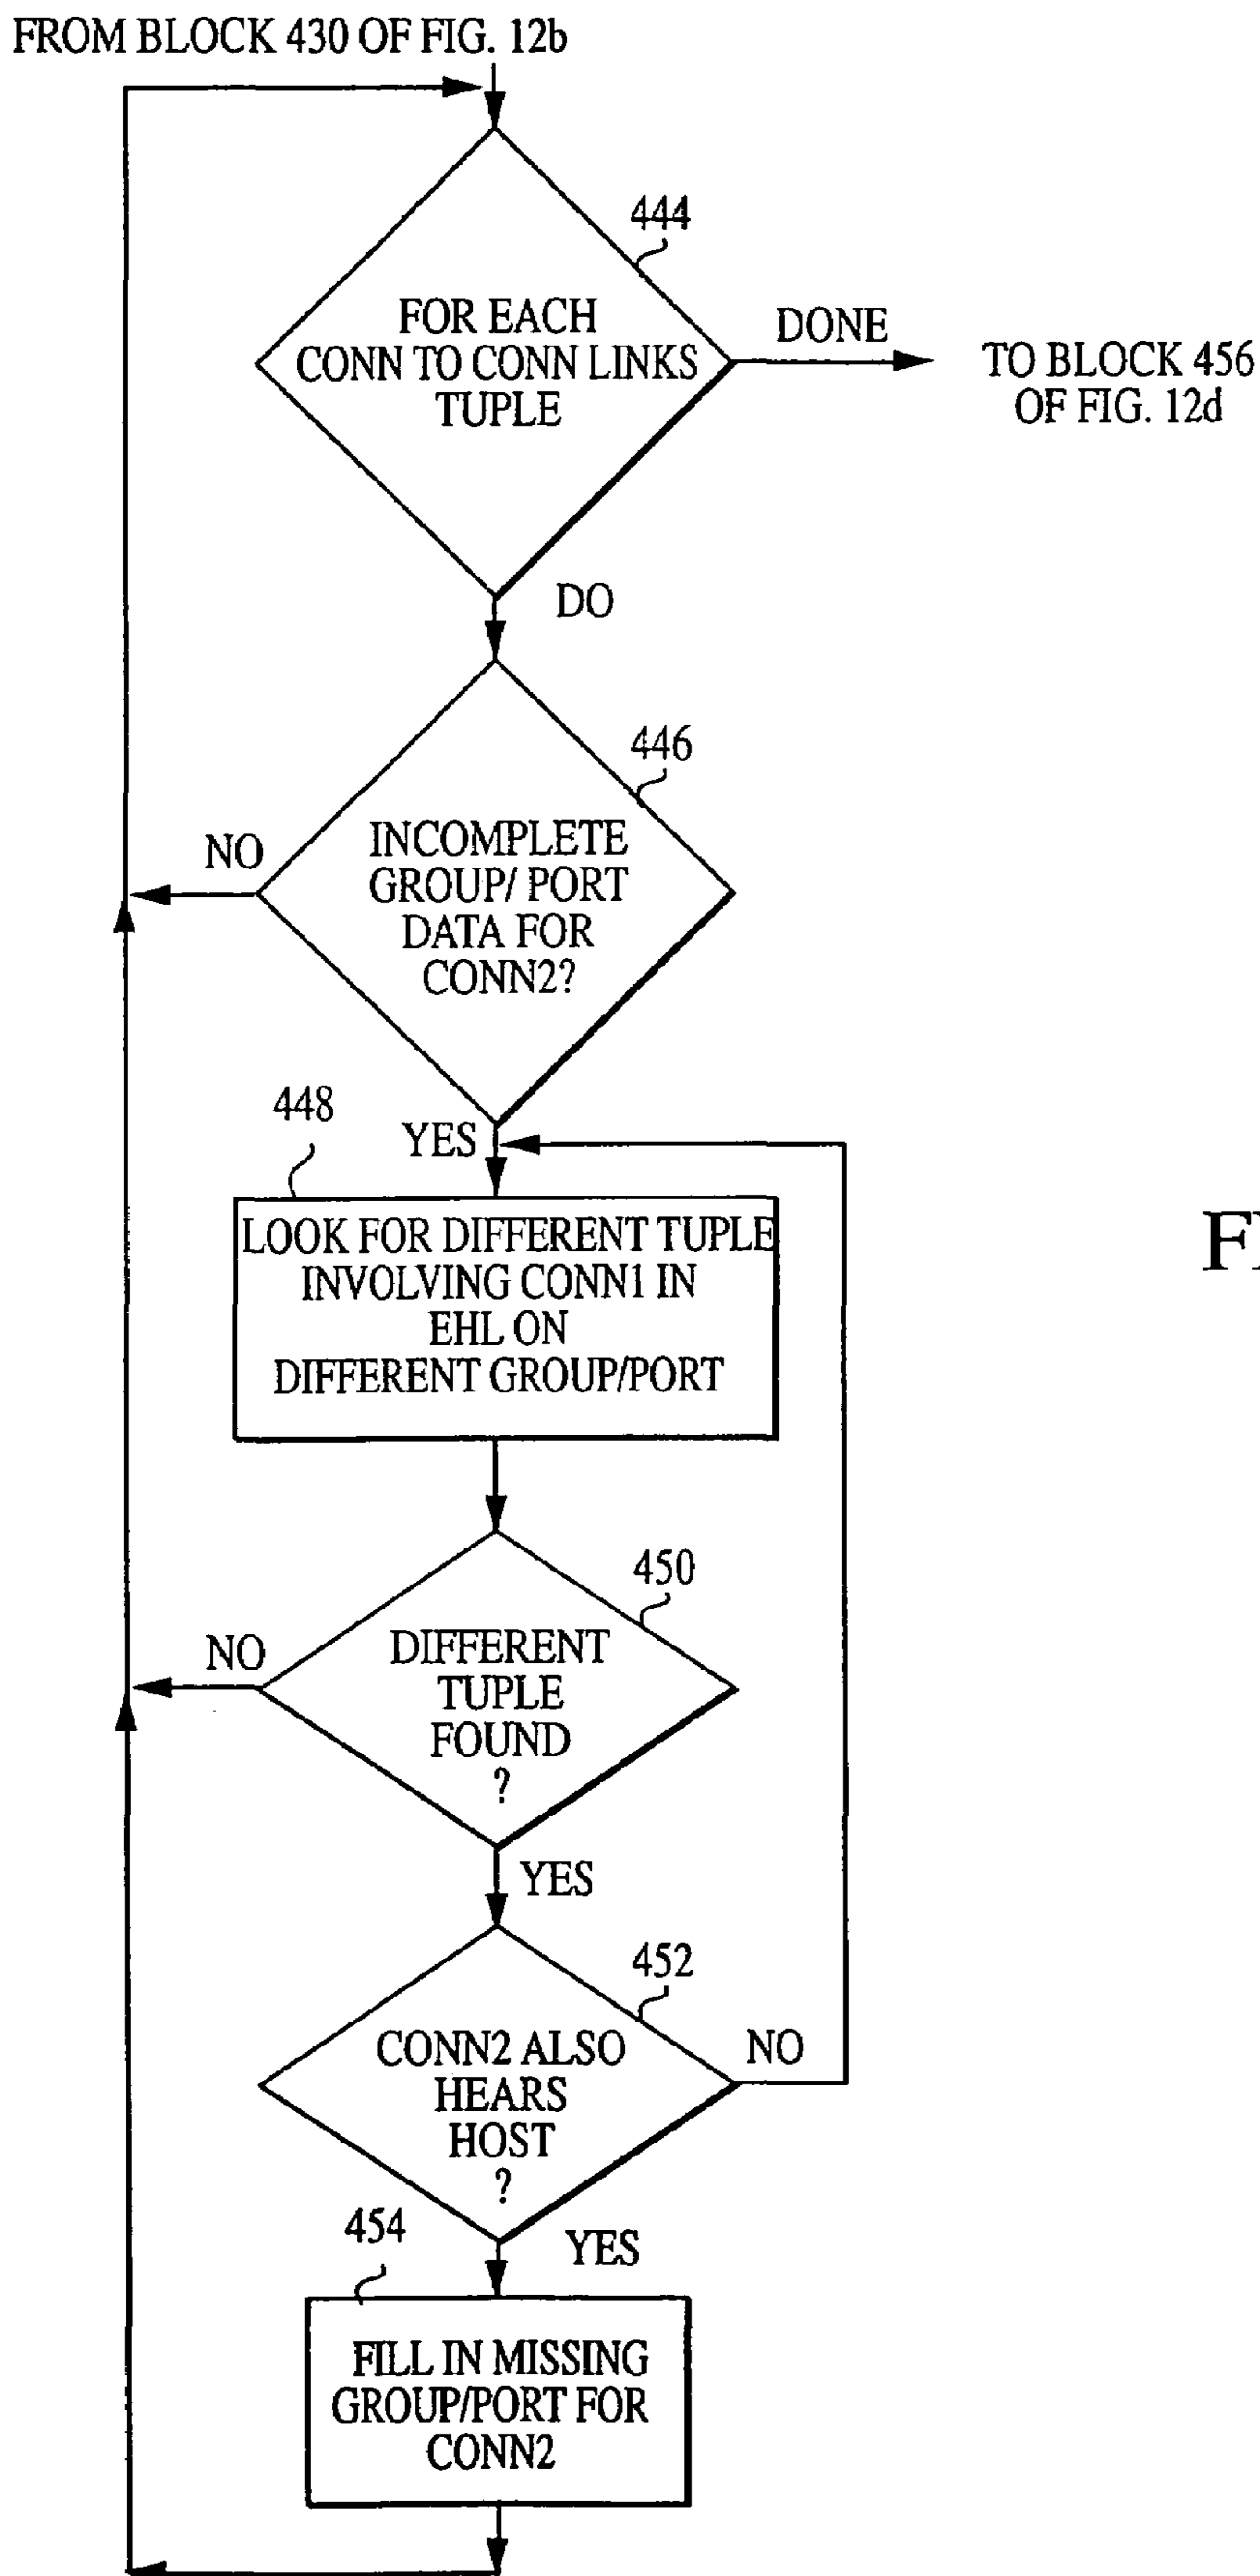 FROM BLOCK 430 OF FIG. 12b
444
FOR EACH
CONN TO CONN LINKS
TUPLE
DONE
TO BLOCK 456
OF FIG. 12d
DO
446
INCOMPLETE
GROUP/ PORT
DATA FOR
CONN2?
NO
YES
448
LOOK FOR DIFFERENT TUPLE
INVOLVING CONN1 IN
EHL ON
DIFFERENT GROUP/PORT
450
DIFFERENT
TUPLE
FOUND
?
NO
YES
452
CONN2 ALSO
HEARS
HOST
?
NO
YES
454
FILL IN MISSING
GROUP/PORT FOR
CONN2